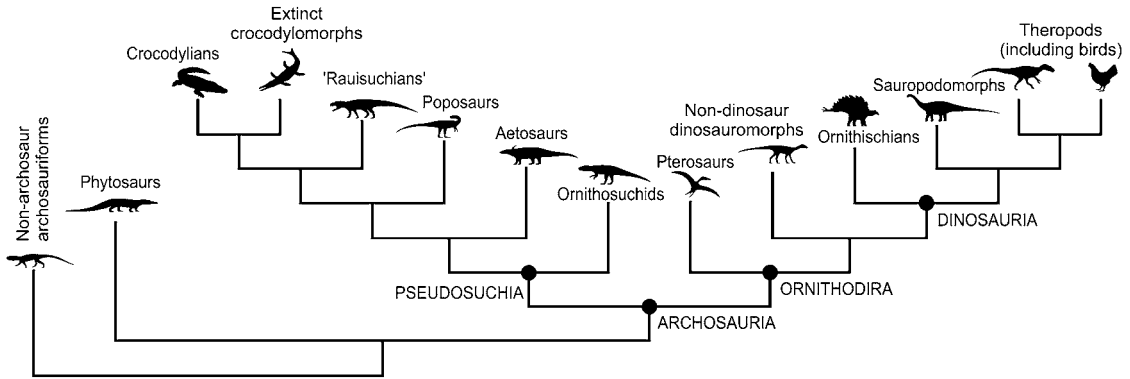 Non-archosaur
archosauriforms
Phytosaurs
Crocodylians
Extinct
crocodylomorphs
'Rauisuchians'
Poposaurs
Aetosaurs
Ornithosuchids
Pterosaurs
Non-dinosaur
dinosauromorphs
Ornithischians
Sauropodomorphs
Theropods
(including birds)
DINOSAURIA
PSEUDOSUCHIA
ORNITHODIRA
ARCHOSAURIA